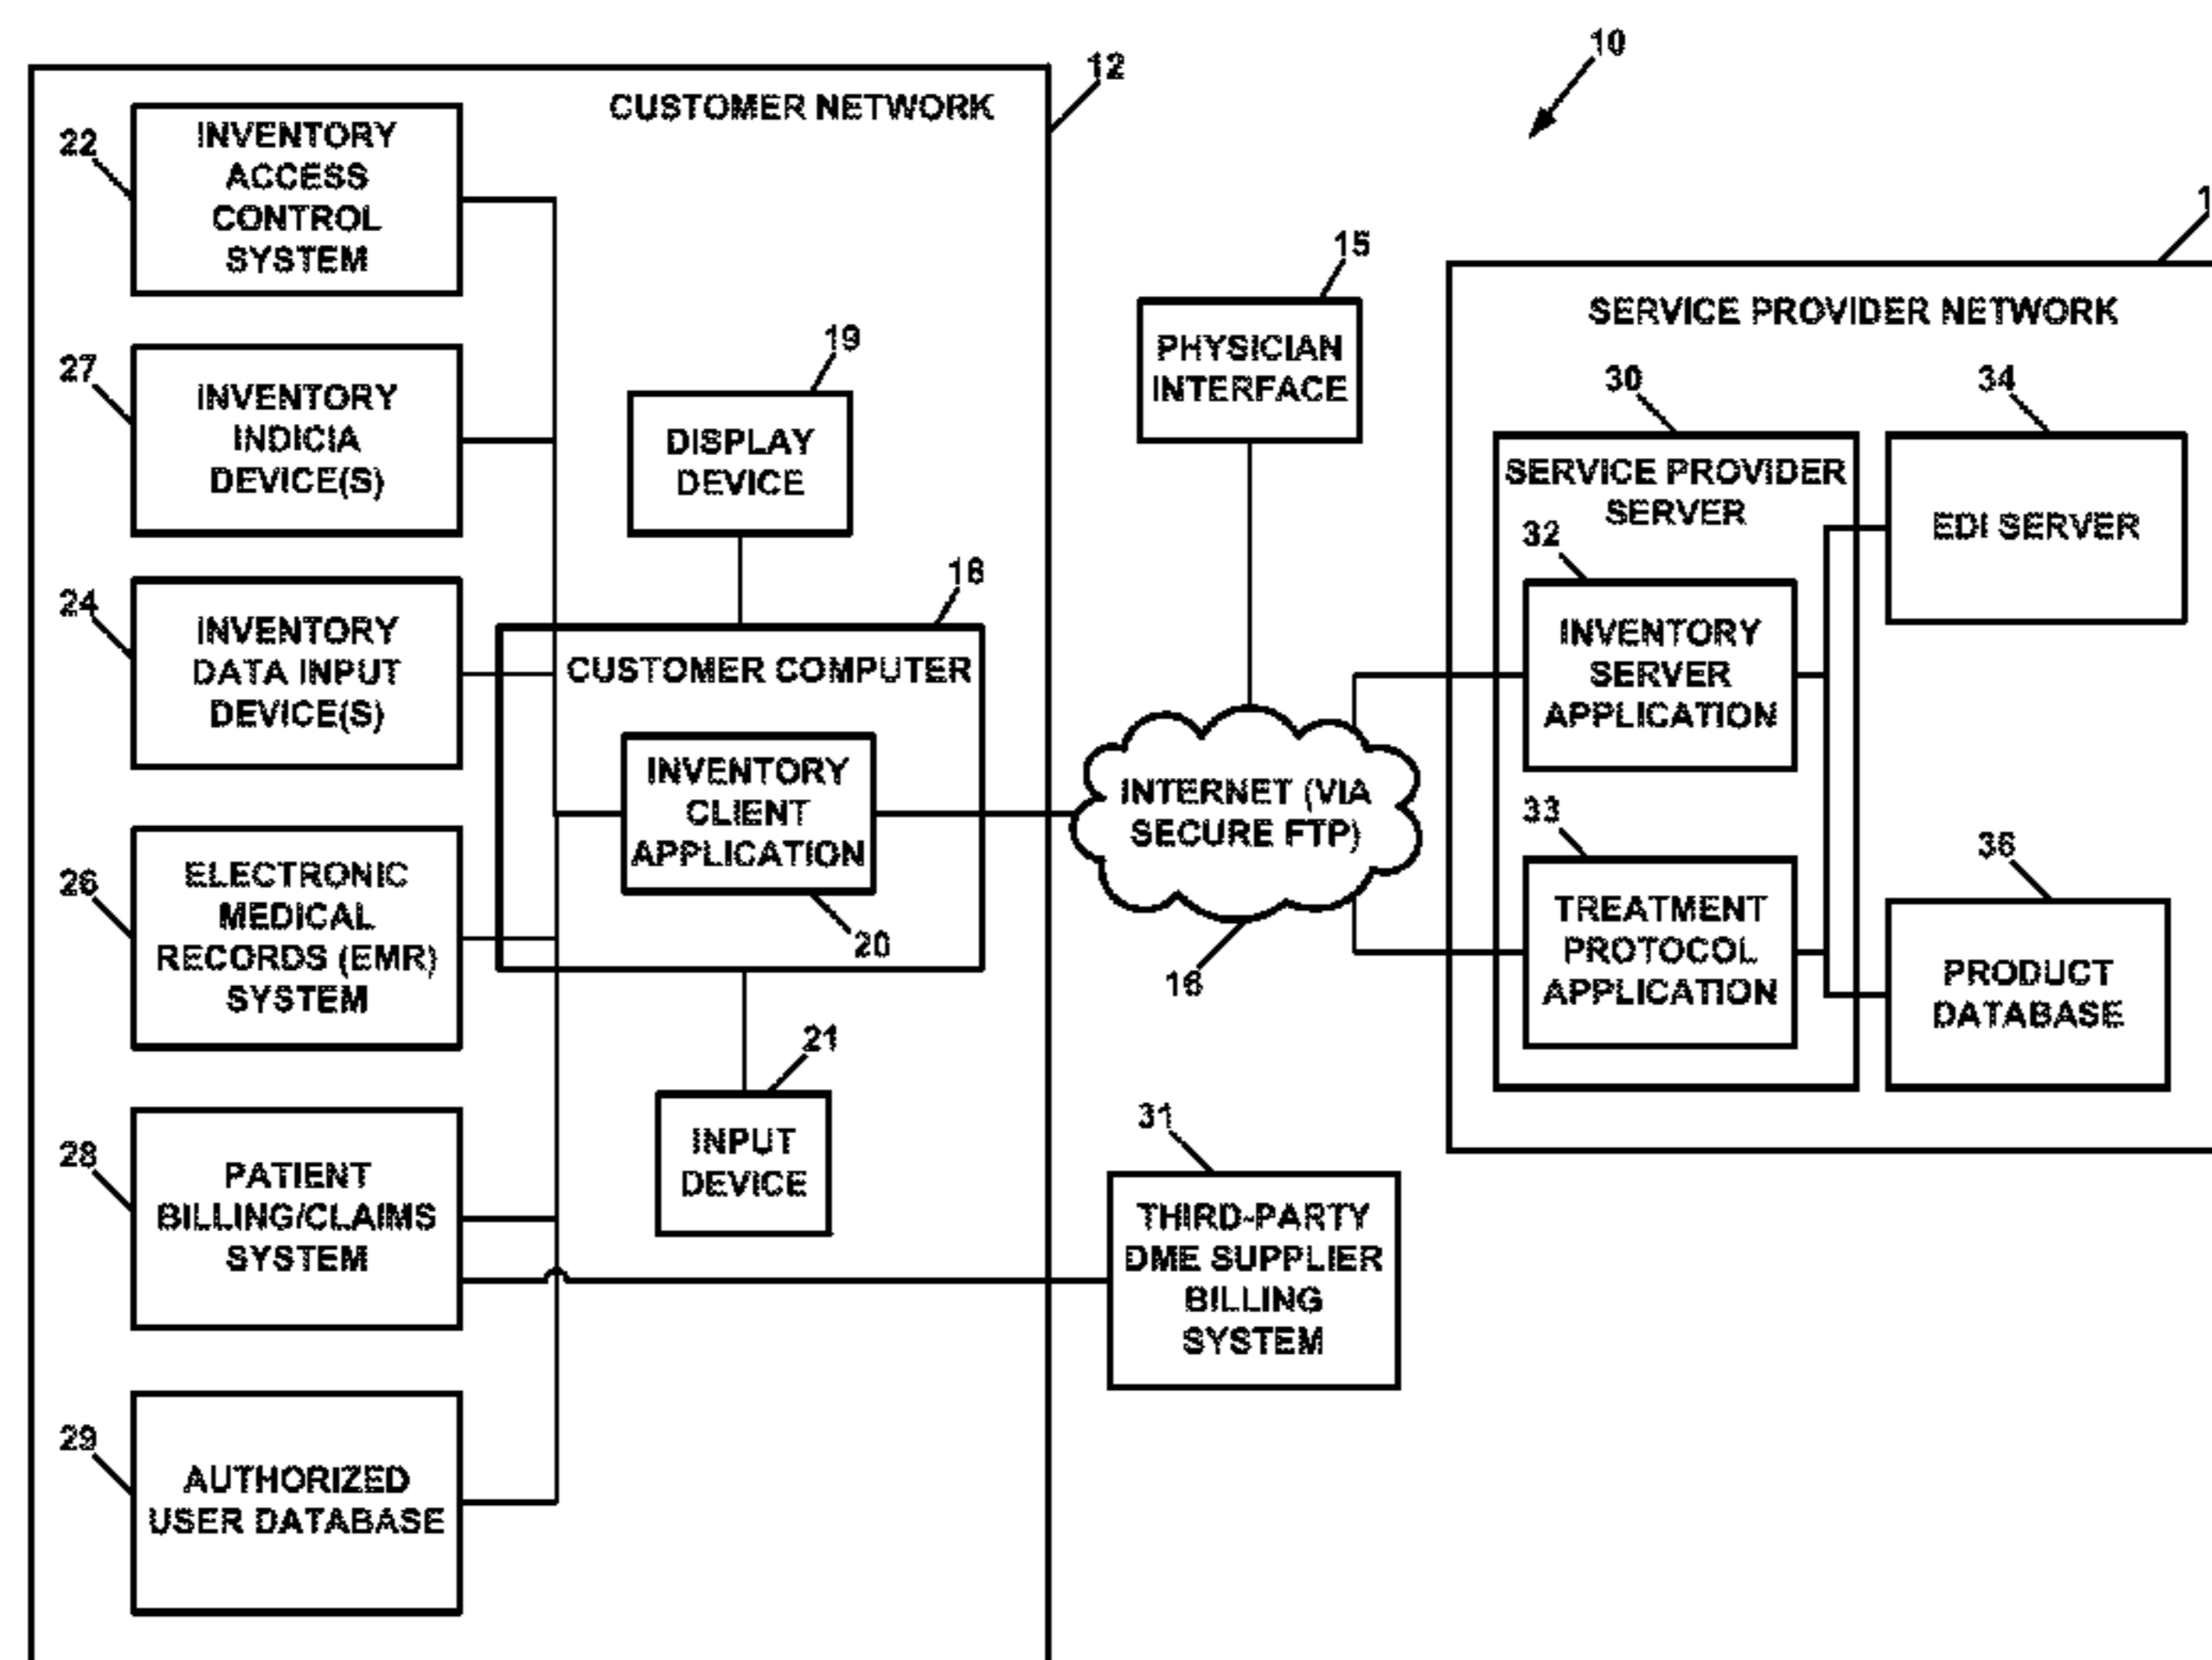 10
12
CUSTOMER NETWORK
22
INVENTORY
ACCESS
CONTROL
SYSTEM
27
INVENTORY
INDICIA
DEVICE(S)
24
INVENTORY
DATA INPUT
DEVICE(S)
26
ELECTRONIC
MEDICAL
RECORDS (EMR)
SYSTEM
28
PATIENT
BILLING/CLAIMS
SYSTEM
29
AUTHORIZED
USER DATABASE
19
DISPLAY
DEVICE
18
CUSTOMER COMPUTER
INVENTORY
CLIENT
APPLICATION
20
21
INPUT
DEVICE
15
PHYSICIAN
INTERFACE
INTERNET (VIA
SECURE FTP)
16
31
THIRD-PARTY
DME SUPPLIER
BILLING
SYSTEM
SERVICE PROVIDER NETWORK
30
SERVICE PROVIDER
SERVER
32
INVENTORY
SERVER
APPLICATION
33
TREATMENT
PROTOCOL
APPLICATION
34
EDI SERVER
36
PRODUCT
DATABASE